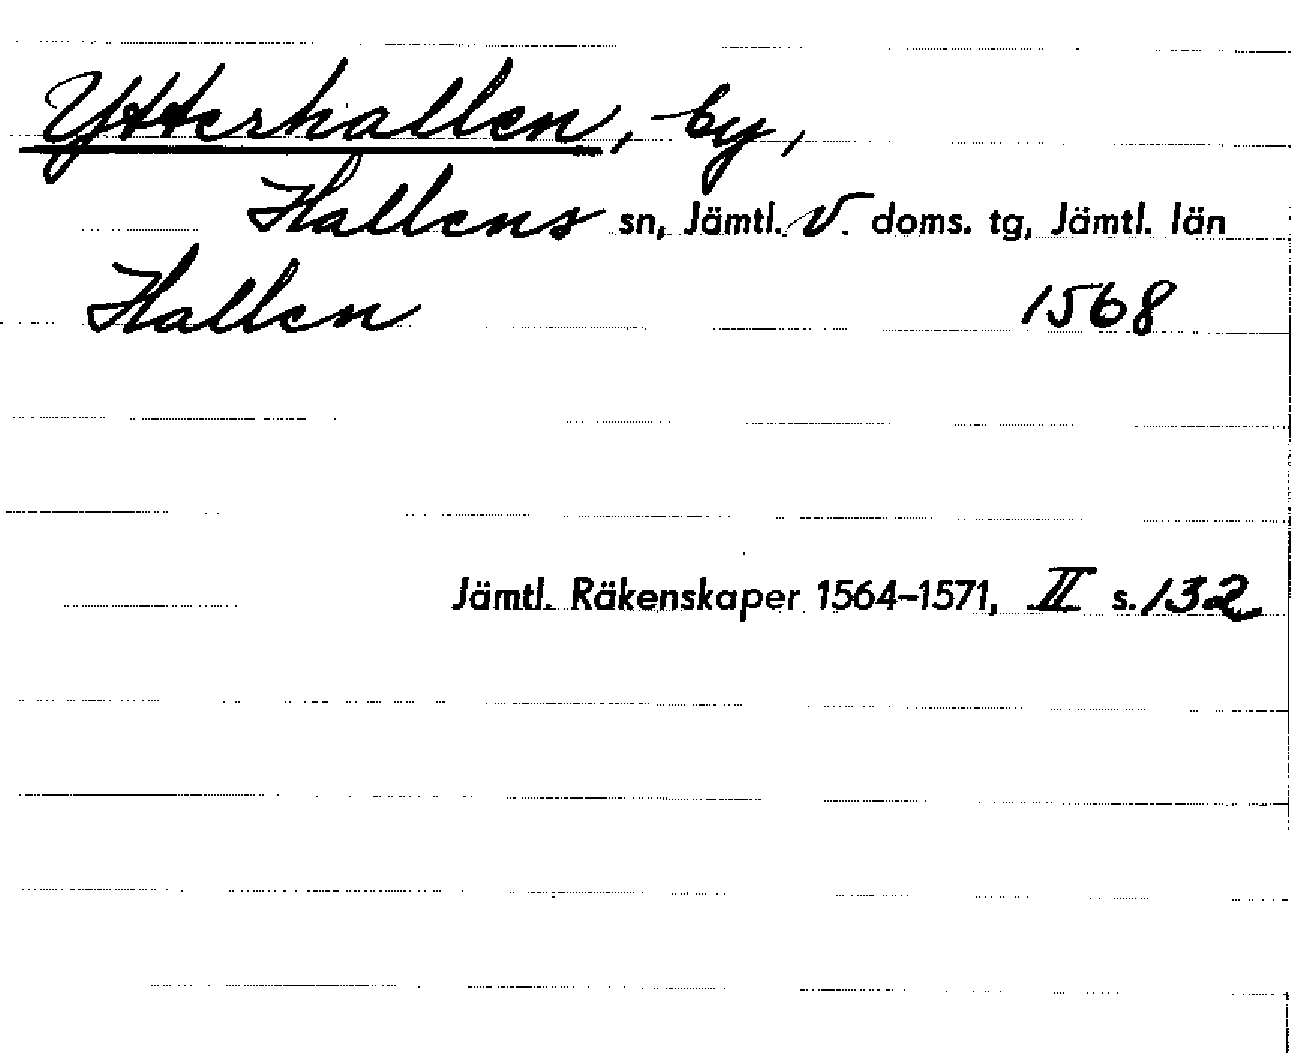 Ytterhallen, by,
Hallens sn, Jämtl. V. doms. tg, Jämtl. län
Hallen 1568
Jämtl. Räkenskaper 1564-1571, II s. 132